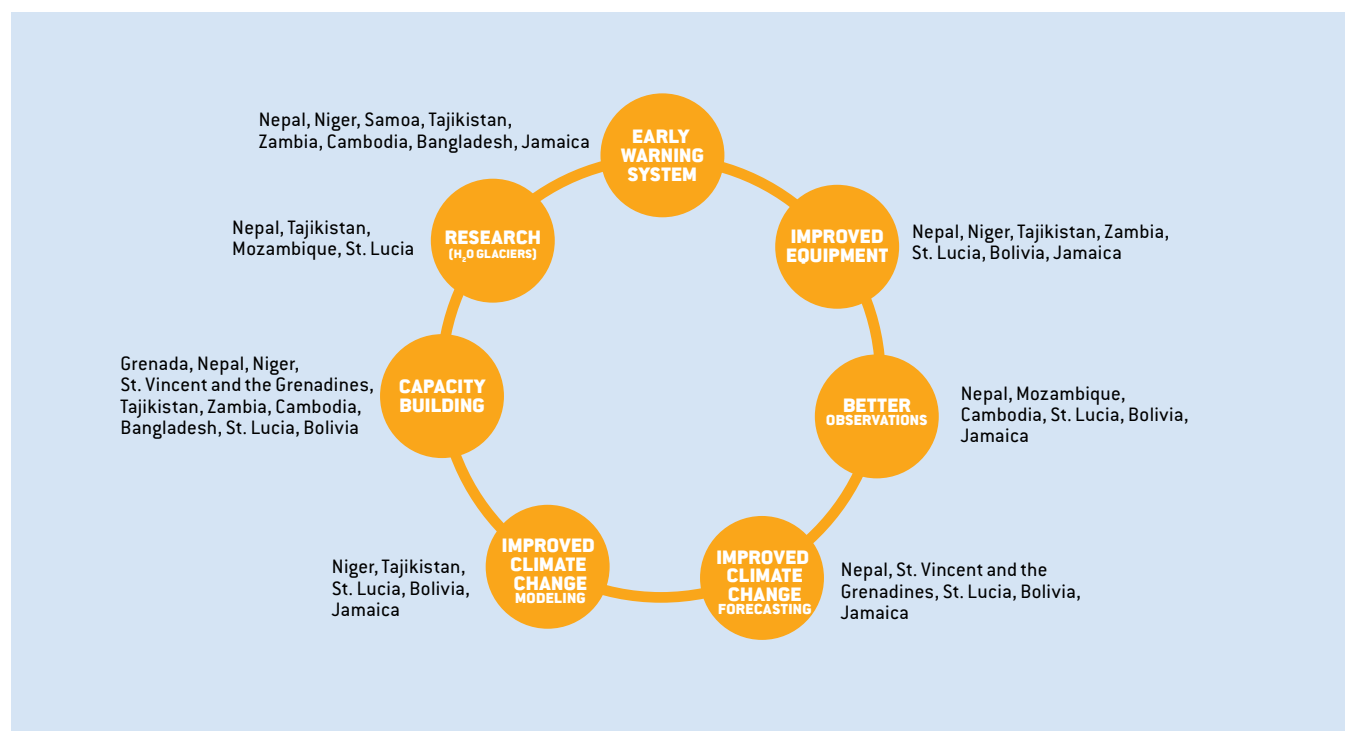 Nepal, Niger, Samoa, Tajikistan,
Zambia, Cambodia, Bangladesh, Jamaica
EARLY
WARNING
SYSTEM
IMPROVED
EQUIPMENT
Nepal, Niger, Tajikistan, Zambia,
St. Lucia, Bolivia, Jamaica
Nepal, Tajikistan,
Mozambique, St. Lucia
RESEARCH
(H₂O GLACIERS)
Grenada, Nepal, Niger,
St. Vincent and the Grenadines,
Tajikistan, Zambia, Cambodia,
Bangladesh, St. Lucia, Bolivia
CAPACITY
BUILDING
BETTER
OBSERVATIONS
Nepal, Mozambique,
Cambodia, St. Lucia, Bolivia,
Jamaica
Niger, Tajikistan,
St. Lucia, Bolivia,
Jamaica
IMPROVED
CLIMATE
CHANGE
MODELING
IMPROVED
CLIMATE
CHANGE
FORECASTING
Nepal, St. Vincent and the
Grenadines, St. Lucia, Bolivia,
Jamaica